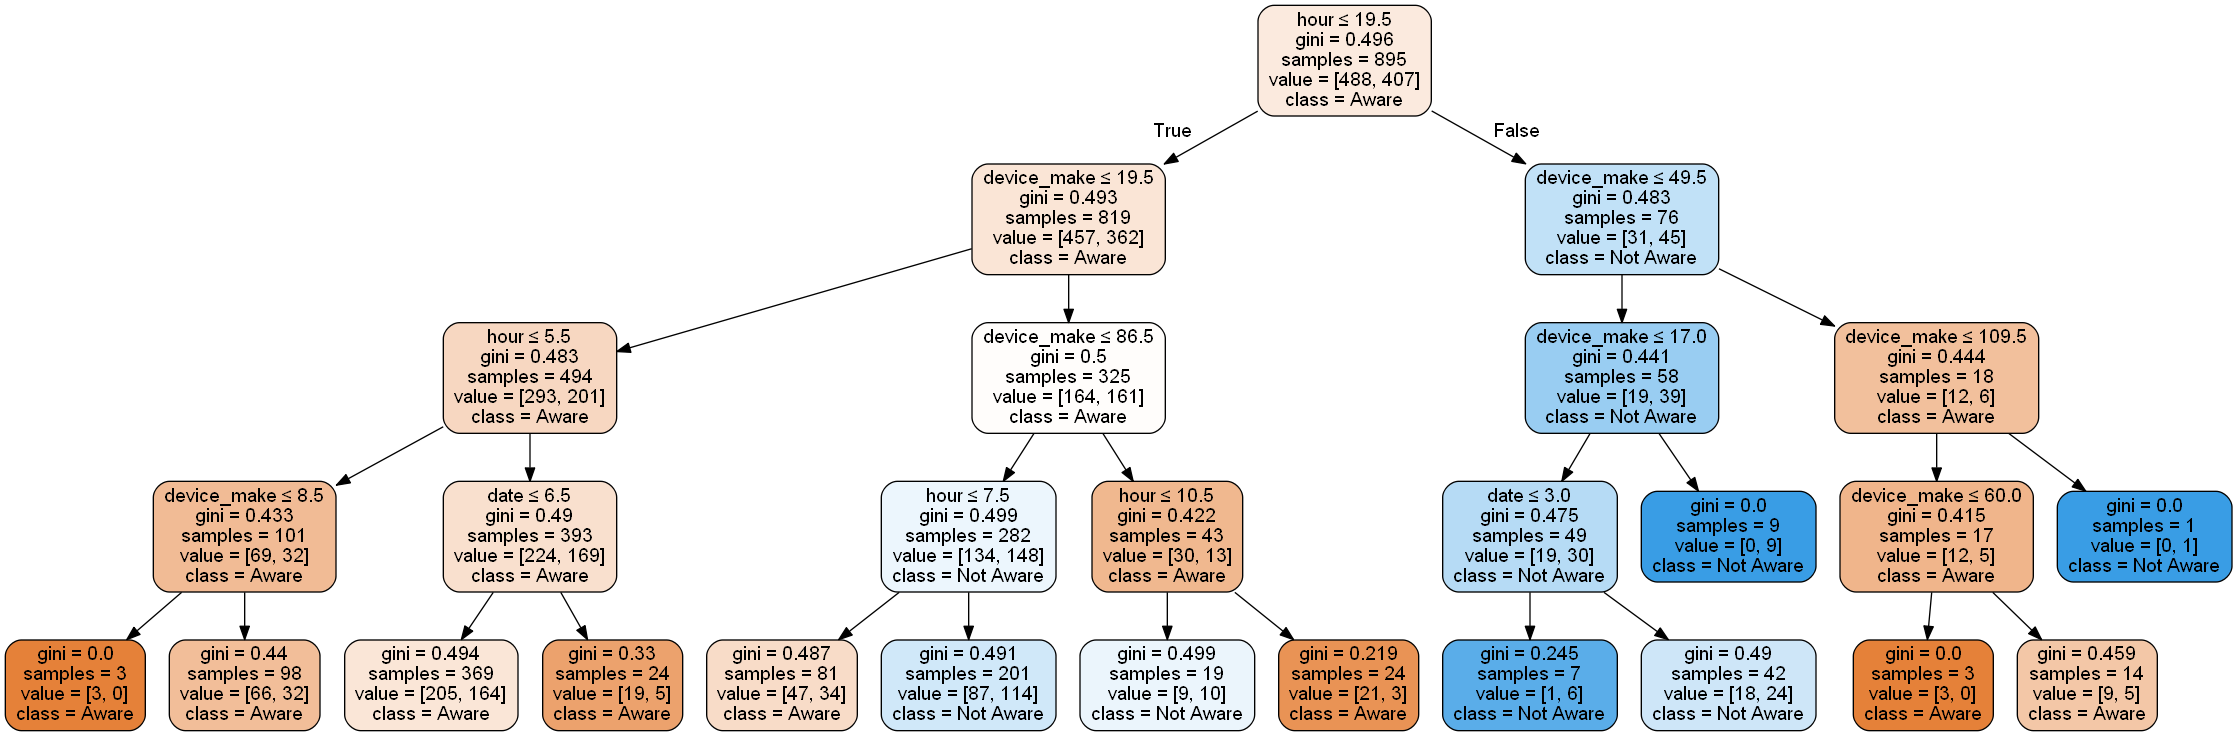 hour ≤ 19.5
gini = 0.496
samples = 895
value = [488, 407]
class = Aware
True
False
device_make ≤ 19.5
gini = 0.493
samples = 819
value = [457, 362]
class = Aware
device_make ≤ 49.5
gini = 0.483
samples = 76
value = [31, 45]
class = Not Aware
hour ≤ 5.5
gini = 0.483
samples = 494
value = [293, 201]
class = Aware
device_make ≤ 86.5
gini = 0.5
samples = 325
value = [164, 161]
class = Aware
device_make ≤ 17.0
gini = 0.441
samples = 58
value = [19, 39]
class = Not Aware
device_make ≤ 109.5
gini = 0.444
samples = 18
value = [12, 6]
class = Aware
device_make ≤ 8.5
gini = 0.433
samples = 101
value = [69, 32]
class = Aware
date ≤ 6.5
gini = 0.49
samples = 393
value = [224, 169]
class = Aware
hour ≤ 7.5
gini = 0.499
samples = 282
value = [134, 148]
class = Not Aware
hour ≤ 10.5
gini = 0.422
samples = 43
value = [30, 13]
class = Aware
date ≤ 3.0
gini = 0.475
samples = 49
value = [19, 30]
class = Not Aware
gini = 0.0
samples = 9
value = [0, 9]
class = Not Aware
device_make ≤ 60.0
gini = 0.415
samples = 17
value = [12, 5]
class = Aware
gini = 0.0
samples = 1
value = [0, 1]
class = Not Aware
gini = 0.0
samples = 3
value = [3, 0]
class = Aware
gini = 0.44
samples = 98
value = [66, 32]
class = Aware
gini = 0.494
samples = 369
value = [205, 164]
class = Aware
gini = 0.33
samples = 24
value = [19, 5]
class = Aware
gini = 0.487
samples = 81
value = [47, 34]
class = Aware
gini = 0.491
samples = 201
value = [87, 114]
class = Not Aware
gini = 0.499
samples = 19
value = [9, 10]
class = Not Aware
gini = 0.219
samples = 24
value = [21, 3]
class = Aware
gini = 0.245
samples = 7
value = [1, 6]
class = Not Aware
gini = 0.49
samples = 42
value = [18, 24]
class = Not Aware
gini = 0.0
samples = 3
value = [3, 0]
class = Aware
gini = 0.459
samples = 14
value = [9, 5]
class = Aware